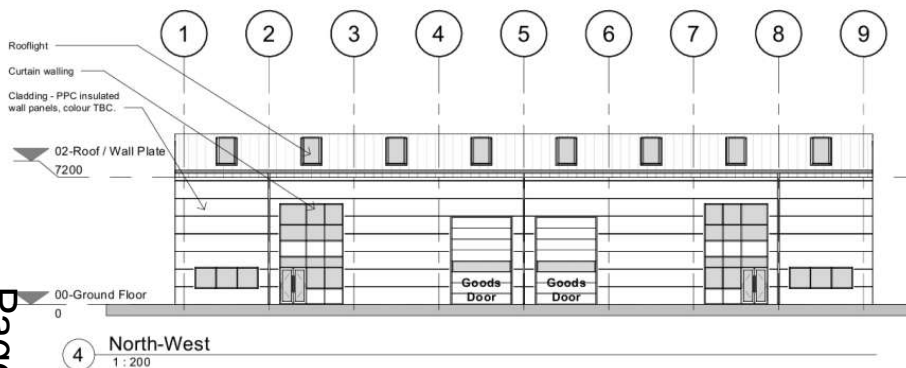 1 2 3 4 5 6 7 8 9
Rooflight
Curtain walling
Cladding - PPC insulated
wall panels, colour TBC.
02-Roof / Wall Plate
7200
Goods
Door
Goods
Door
00-Ground Floor
0
Page
4 North-West
1 : 200